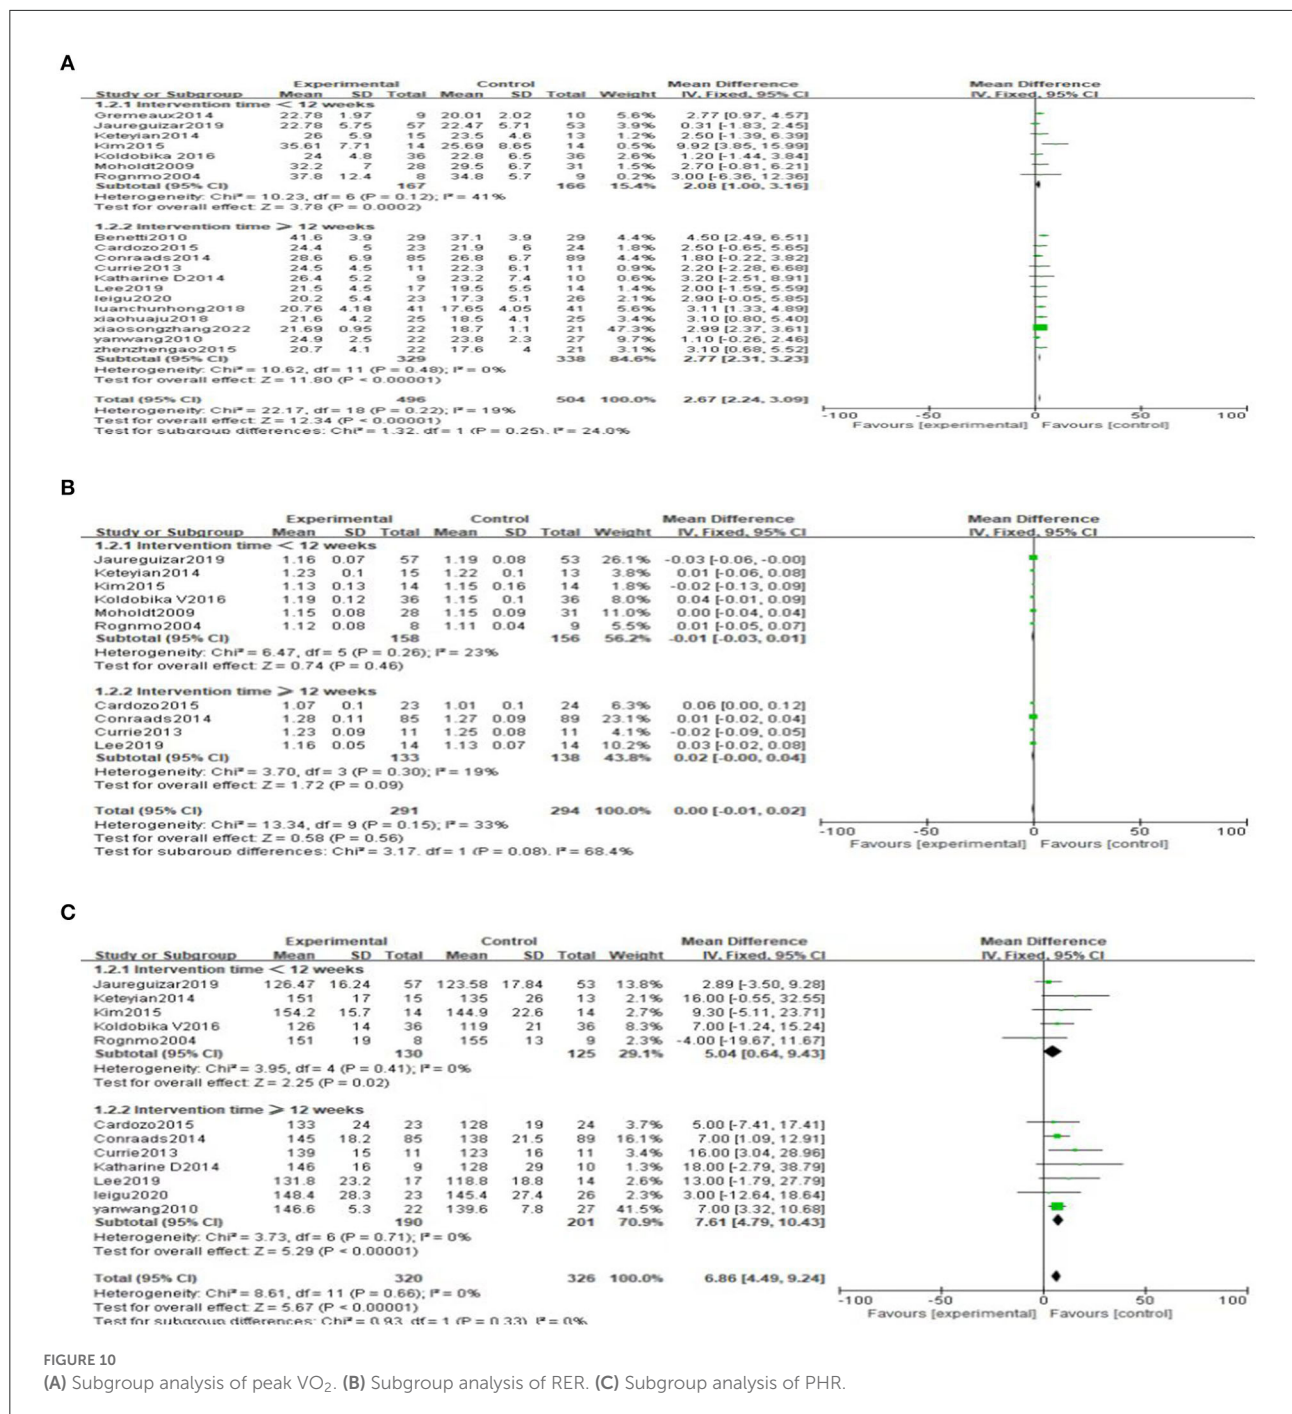 A
Experimental Control Mean Difference Mean Difference
Study or Subgroup Mean SD Total Mean SD Total Weight IV, Fixed, 95% CI IV, Fixed, 95% CI
1.2.1 Intervention time < 12 weeks
Gremeaux2014 22.78 1.97 9 20.01 2.02 10 5.6% 2.77 [0.97, 4.57]
Jaureguizar2019 22.78 5.75 57 22.47 5.71 53 3.9% 0.31 [-1.83, 2.45]
Keteyian2014 26 5.9 15 23.5 4.6 13 1.2% 2.50 [-1.39, 6.39]
Kim2015 35.61 7.71 14 25.69 8.65 14 0.5% 9.92 [3.85, 15.99]
Koldobika 2016 24 4.8 36 22.8 6.5 36 2.6% 1.20 [-1.44, 3.84]
Moholdt2009 32.2 7 28 29.5 6.7 31 1.5% 2.70 [-0.81, 6.21]
Rognmo2004 37.8 12.4 8 34.8 5.7 9 0.2% 3.00 [-6.36, 12.36]
Subtotal (95% CI) 167 166 15.4% 2.08 [1.00, 3.16]
Heterogeneity: Chi² = 10.23, df = 6 (P = 0.12); I² = 41%
Test for overall effect: Z = 3.78 (P = 0.0002)
1.2.2 Intervention time ⩾ 12 weeks
Benetti2010 41.6 3.9 29 37.1 3.9 29 4.4% 4.50 [2.49, 6.51]
Cardozo2015 24.4 5 23 21.9 6 24 1.8% 2.50 [-0.65, 5.65]
Conraads2014 28.6 6.9 85 26.8 6.7 89 4.4% 1.80 [-0.22, 3.82]
Currie2013 24.5 4.5 11 22.3 6.1 11 0.9% 2.20 [-2.28, 6.68]
Katharine D2014 26.4 5.2 9 23.2 7.4 10 0.6% 3.20 [-2.51, 8.91]
Lee2019 21.5 4.5 17 19.5 5.5 14 1.4% 2.00 [-1.59, 5.59]
leigu2020 20.2 5.4 23 17.3 5.1 26 2.1% 2.90 [-0.05, 5.85]
luanchunhong2018 20.76 4.18 41 17.65 4.05 41 5.6% 3.11 [1.33, 4.89]
xiaohuaju2018 21.6 4.2 25 18.5 4.1 25 3.4% 3.10 [0.80, 5.40]
xiaosongzhang2022 21.69 0.95 22 18.7 1.1 21 47.3% 2.99 [2.37, 3.61]
yanwang2010 24.9 2.5 22 23.8 2.3 27 9.7% 1.10 [-0.26, 2.46]
zhenzhengao2015 20.7 4.1 22 17.6 4 21 3.1% 3.10 [0.68, 5.52]
Subtotal (95% CI) 329 338 84.6% 2.77 [2.31, 3.23]
Heterogeneity: Chi² = 10.62, df = 11 (P = 0.48); I² = 0%
Test for overall effect: Z = 11.80 (P < 0.00001)
Total (95% CI) 496 504 100.0% 2.67 [2.24, 3.09]
Heterogeneity: Chi² = 22.17, df = 18 (P = 0.22); I² = 19%
Test for overall effect: Z = 12.34 (P < 0.00001)
Test for subgroup differences: Chi² = 1.32. df = 1 (P = 0.25). I² = 24.0%
-100 -50 0 50 100
Favours [experimental] Favours [control]
B
Experimental Control Mean Difference Mean Difference
Study or Subgroup Mean SD Total Mean SD Total Weight IV, Fixed, 95% CI IV, Fixed, 95% CI
1.2.1 Intervention time < 12 weeks
Jaureguizar2019 1.16 0.07 57 1.19 0.08 53 26.1% -0.03 [-0.06, -0.00]
Keteyian2014 1.23 0.1 15 1.22 0.1 13 3.8% 0.01 [-0.06, 0.08]
Kim2015 1.13 0.13 14 1.15 0.16 14 1.8% -0.02 [-0.13, 0.09]
Koldobika V2016 1.19 0.12 36 1.15 0.1 36 8.0% 0.04 [-0.01, 0.09]
Moholdt2009 1.15 0.08 28 1.15 0.09 31 11.0% 0.00 [-0.04, 0.04]
Rognmo2004 1.12 0.08 8 1.11 0.04 9 5.5% 0.01 [-0.05, 0.07]
Subtotal (95% CI) 158 156 56.2% -0.01 [-0.03, 0.01]
Heterogeneity: Chi² = 6.47, df = 5 (P = 0.26); I² = 23%
Test for overall effect: Z = 0.74 (P = 0.46)
1.2.2 Intervention time ⩾ 12 weeks
Cardozo2015 1.07 0.1 23 1.01 0.1 24 6.3% 0.06 [0.00, 0.12]
Conraads2014 1.28 0.11 85 1.27 0.09 89 23.1% 0.01 [-0.02, 0.04]
Currie2013 1.23 0.09 11 1.25 0.08 11 4.1% -0.02 [-0.09, 0.05]
Lee2019 1.16 0.05 14 1.13 0.07 14 10.2% 0.03 [-0.02, 0.08]
Subtotal (95% CI) 133 138 43.8% 0.02 [-0.00, 0.04]
Heterogeneity: Chi² = 3.70, df = 3 (P = 0.30); I² = 19%
Test for overall effect: Z = 1.72 (P = 0.09)
Total (95% CI) 291 294 100.0% 0.00 [-0.01, 0.02]
Heterogeneity: Chi² = 13.34, df = 9 (P = 0.15); I² = 33%
Test for overall effect: Z = 0.58 (P = 0.56)
Test for subgroup differences: Chi² = 3.17. df = 1 (P = 0.08). I² = 68.4%
-100 -50 0 50 100
Favours [experimental] Favours [control]
C
Experimental Control Mean Difference Mean Difference
Study or Subgroup Mean SD Total Mean SD Total Weight IV, Fixed, 95% CI IV, Fixed, 95% CI
1.2.1 Intervention time < 12 weeks
Jaureguizar2019 126.47 16.24 57 123.58 17.84 53 13.8% 2.89 [-3.50, 9.28]
Keteyian2014 151 17 15 135 26 13 2.1% 16.00 [-0.55, 32.55]
Kim2015 154.2 15.7 14 144.9 22.6 14 2.7% 9.30 [-5.11, 23.71]
Koldobika V2016 126 14 36 119 21 36 8.3% 7.00 [-1.24, 15.24]
Rognmo2004 151 19 8 155 13 9 2.3% -4.00 [-19.67, 11.67]
Subtotal (95% CI) 130 125 29.1% 5.04 [0.64, 9.43]
Heterogeneity: Chi² = 3.95, df = 4 (P = 0.41); I² = 0%
Test for overall effect: Z = 2.25 (P = 0.02)
1.2.2 Intervention time ⩾ 12 weeks
Cardozo2015 133 24 23 128 19 24 3.7% 5.00 [-7.41, 17.41]
Conraads2014 145 18.2 85 138 21.5 89 16.1% 7.00 [1.09, 12.91]
Currie2013 139 15 11 123 16 11 3.4% 16.00 [3.04, 28.96]
Katharine D2014 146 16 9 128 29 10 1.3% 18.00 [-2.79, 38.79]
Lee2019 131.8 23.2 17 118.8 18.8 14 2.6% 13.00 [-1.79, 27.79]
leigu2020 148.4 28.3 23 145.4 27.4 26 2.3% 3.00 [-12.64, 18.64]
yanwang2010 146.6 5.3 22 139.6 7.8 27 41.5% 7.00 [3.32, 10.68]
Subtotal (95% CI) 190 201 70.9% 7.61 [4.79, 10.43]
Heterogeneity: Chi² = 3.73, df = 6 (P = 0.71); I² = 0%
Test for overall effect: Z = 5.29 (P < 0.00001)
Total (95% CI) 320 326 100.0% 6.86 [4.49, 9.24]
Heterogeneity: Chi² = 8.61, df = 11 (P = 0.66); I² = 0%
Test for overall effect: Z = 5.67 (P < 0.00001)
Test for subgroup differences: Chi² = 0.93. df = 1 (P = 0.33). I² = 0%
-100 -50 0 50 100
Favours [experimental] Favours [control]
FIGURE 10
(A) Subgroup analysis of peak VO₂. (B) Subgroup analysis of RER. (C) Subgroup analysis of PHR.